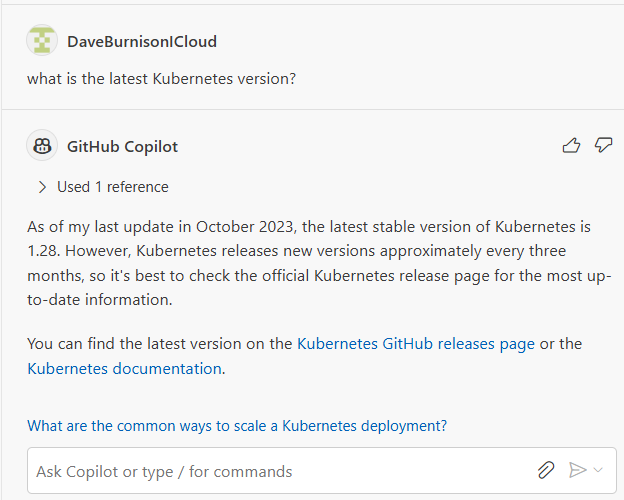 DaveBurnisonICloud
what is the latest Kubernetes version?
GitHub Copilot
Used 1 reference
As of my last update in October 2023, the latest stable version of Kubernetes is
1.28. However, Kubernetes releases new versions approximately every three
months, so it's best to check the official Kubernetes release page for the most up-
to-date information.
You can find the latest version on the Kubernetes GitHub releases page or the
Kubernetes documentation.
What are the common ways to scale a Kubernetes deployment?
Ask Copilot or type / for commands